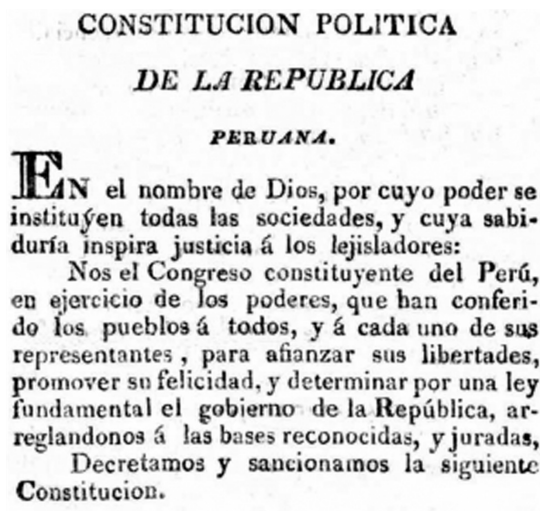 CONSTITUCION POLITICA
DE LA REPUBLICA
PERUANA.
EN el nombre de Dios, por cuyo poder se
instituyen todas las sociedades, y cuya sabi-
duría inspira justicia á los lejisladores:
Nos el Congreso constituyente del Perú,
en ejercicio de los poderes, que han conferi-
do los pueblos á todos, y á cada uno de sus
representantes, para afianzar sus libertades,
promover su felicidad, y determinar por una ley
fundamental el gobierno de la República, ar-
reglandonos á las bases reconocidas, y juradas,
Decretamos y sancionamos la siguiente
Constitucion.